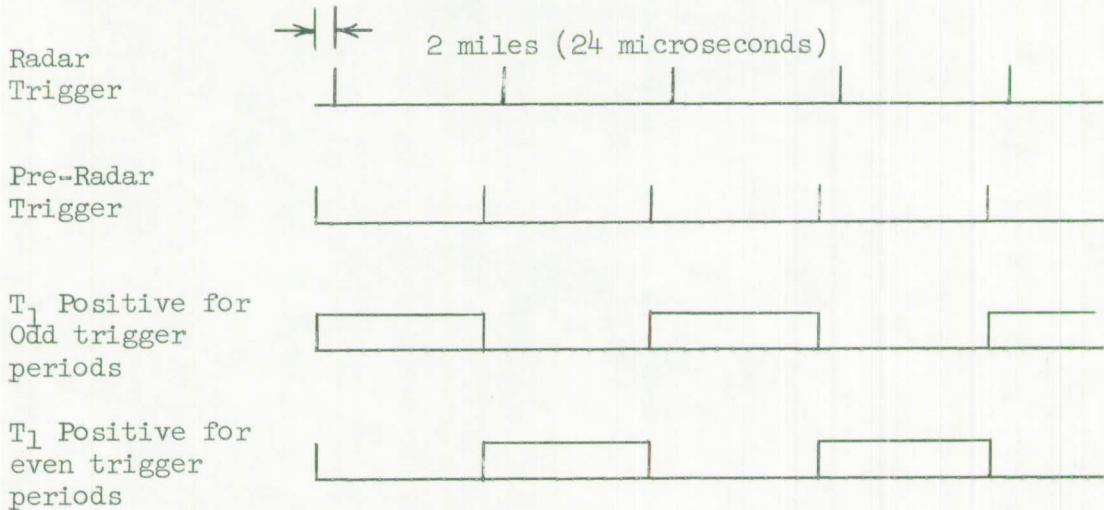 2 miles (24 microseconds)
Radar
Trigger
Pre-Radar
Trigger
T1 Positive for
Odd trigger
periods
T1 Positive for
even trigger
periods